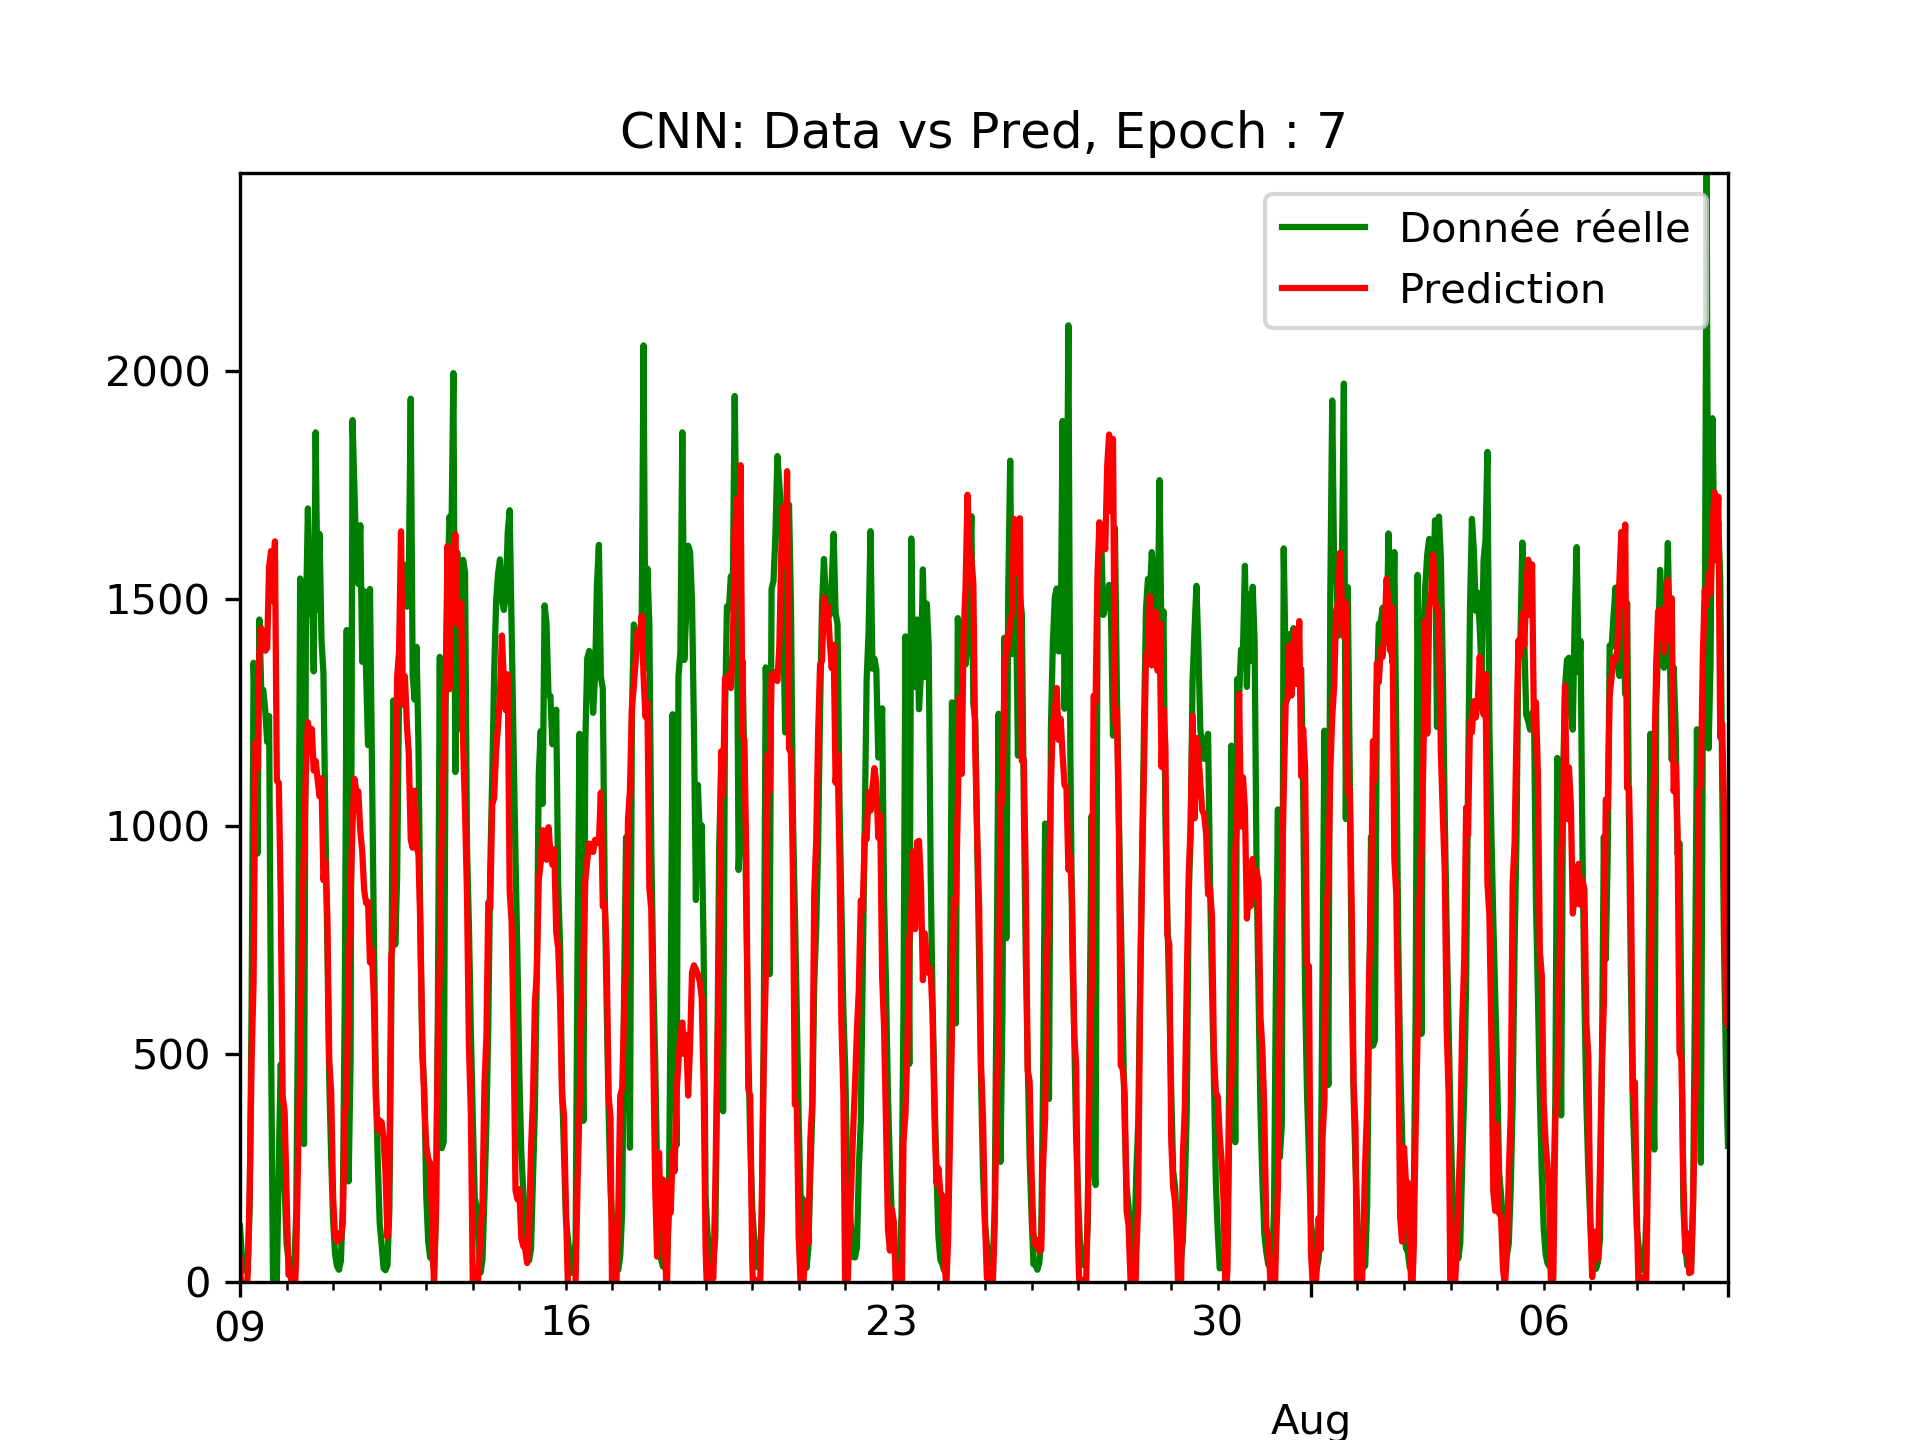 CNN: Data vs Pred, Epoch : 7
Donnée réelle
Prediction
2000
1500
1000
500
0
09 16 23 30 06
Aug